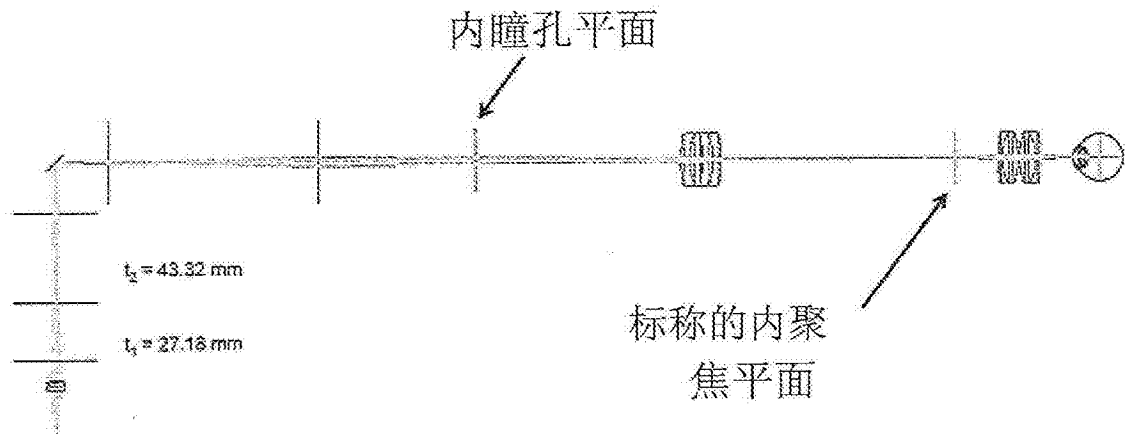 内瞳孔平面
t₂ = 43.32 mm
t₁ = 27.18 mm
标称的内聚
焦平面